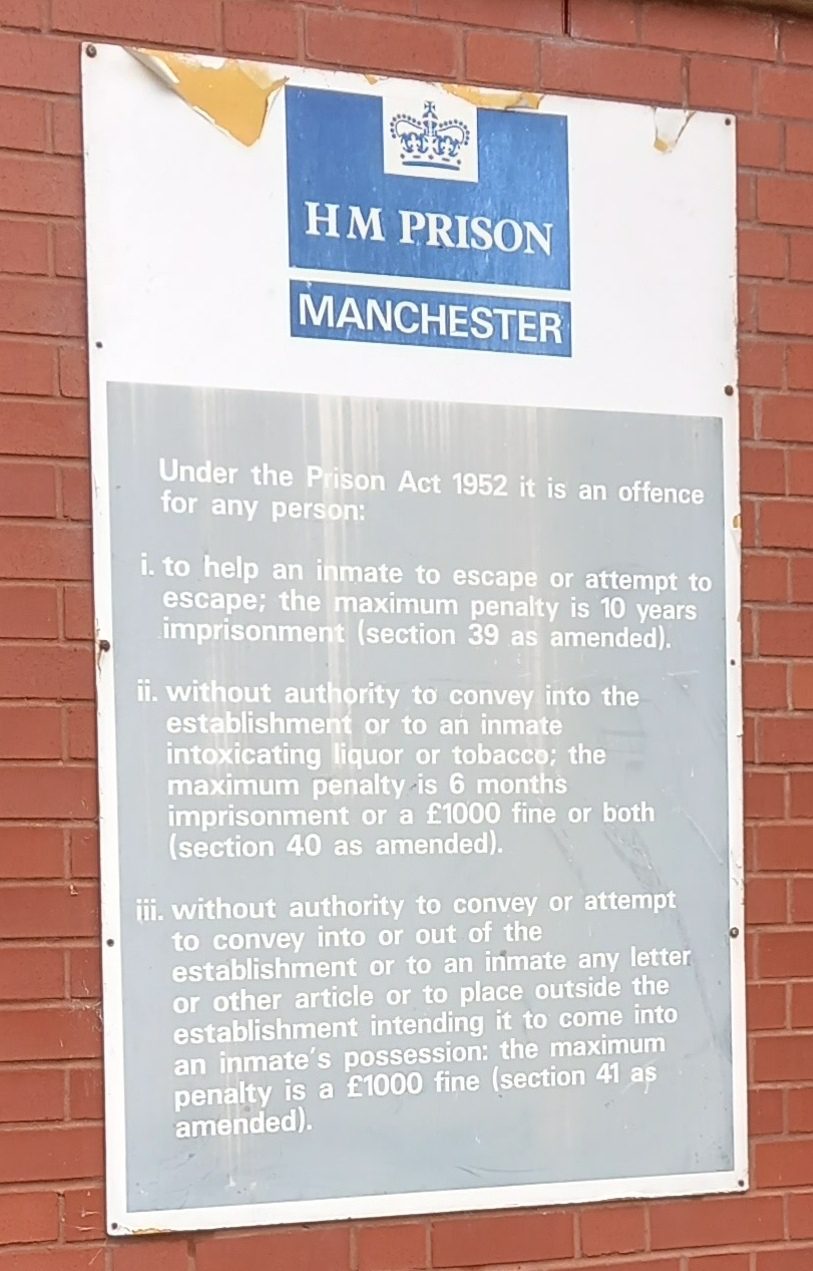 HM PRISON
MANCHESTER
Under the Prison Act 1952 it is an offence
for any person:
i. to help an inmate to escape or attempt to
escape; the maximum penalty is 10 years
imprisonment (section 39 as amended).
ii. without authority to convey into the
establishment or to an inmate
intoxicating liquor or tobacco; the
maximum penalty is 6 months
imprisonment or a £1000 fine or both
(section 40 as amended).
iii. without authority to convey or attempt
to convey into or out of the
establishment or to an inmate any letter
or other article or to place outside the
establishment intending it to come into
an inmate's possession: the maximum
penalty is a £1000 fine (section 41 as
amended).